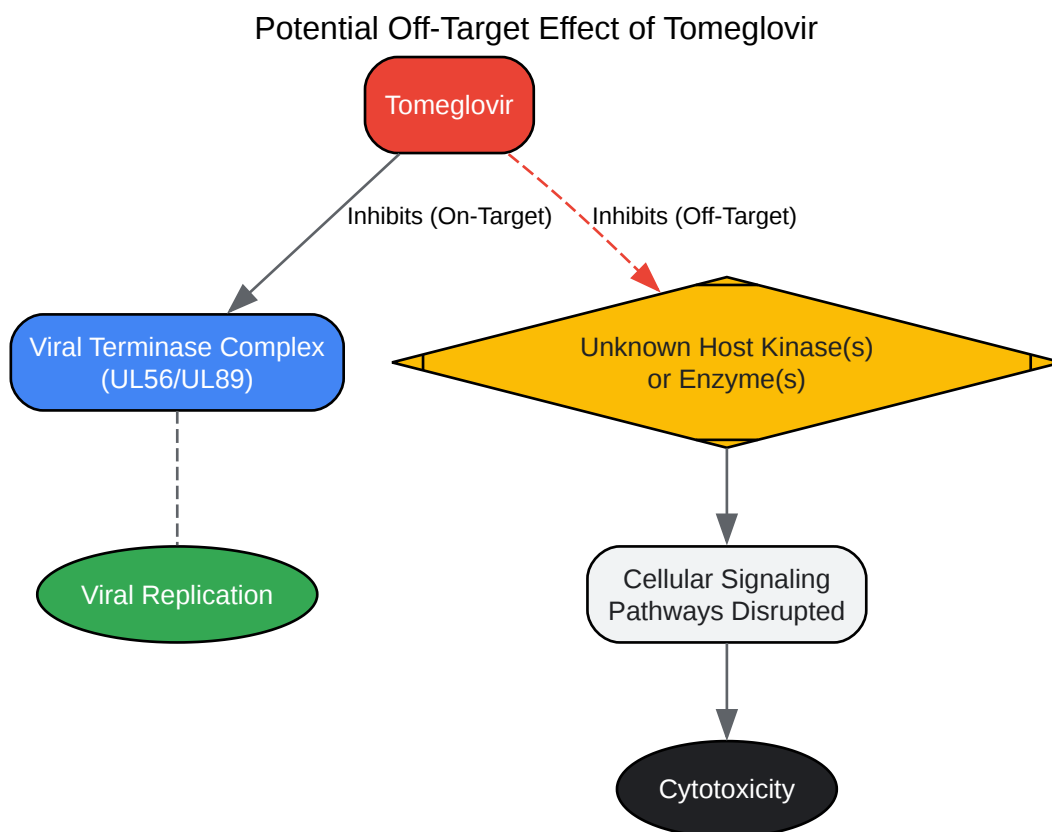 Potential Off-Target Effect of Tomeglovir
Tomeglovir
Inhibits (On-Target)
Inhibits (Off-Target)
Viral Terminase Complex
(UL56/UL89)
Unknown Host Kinase(s)
or Enzyme(s)
Viral Replication
Cellular Signaling
Pathways Disrupted
Cytotoxicity